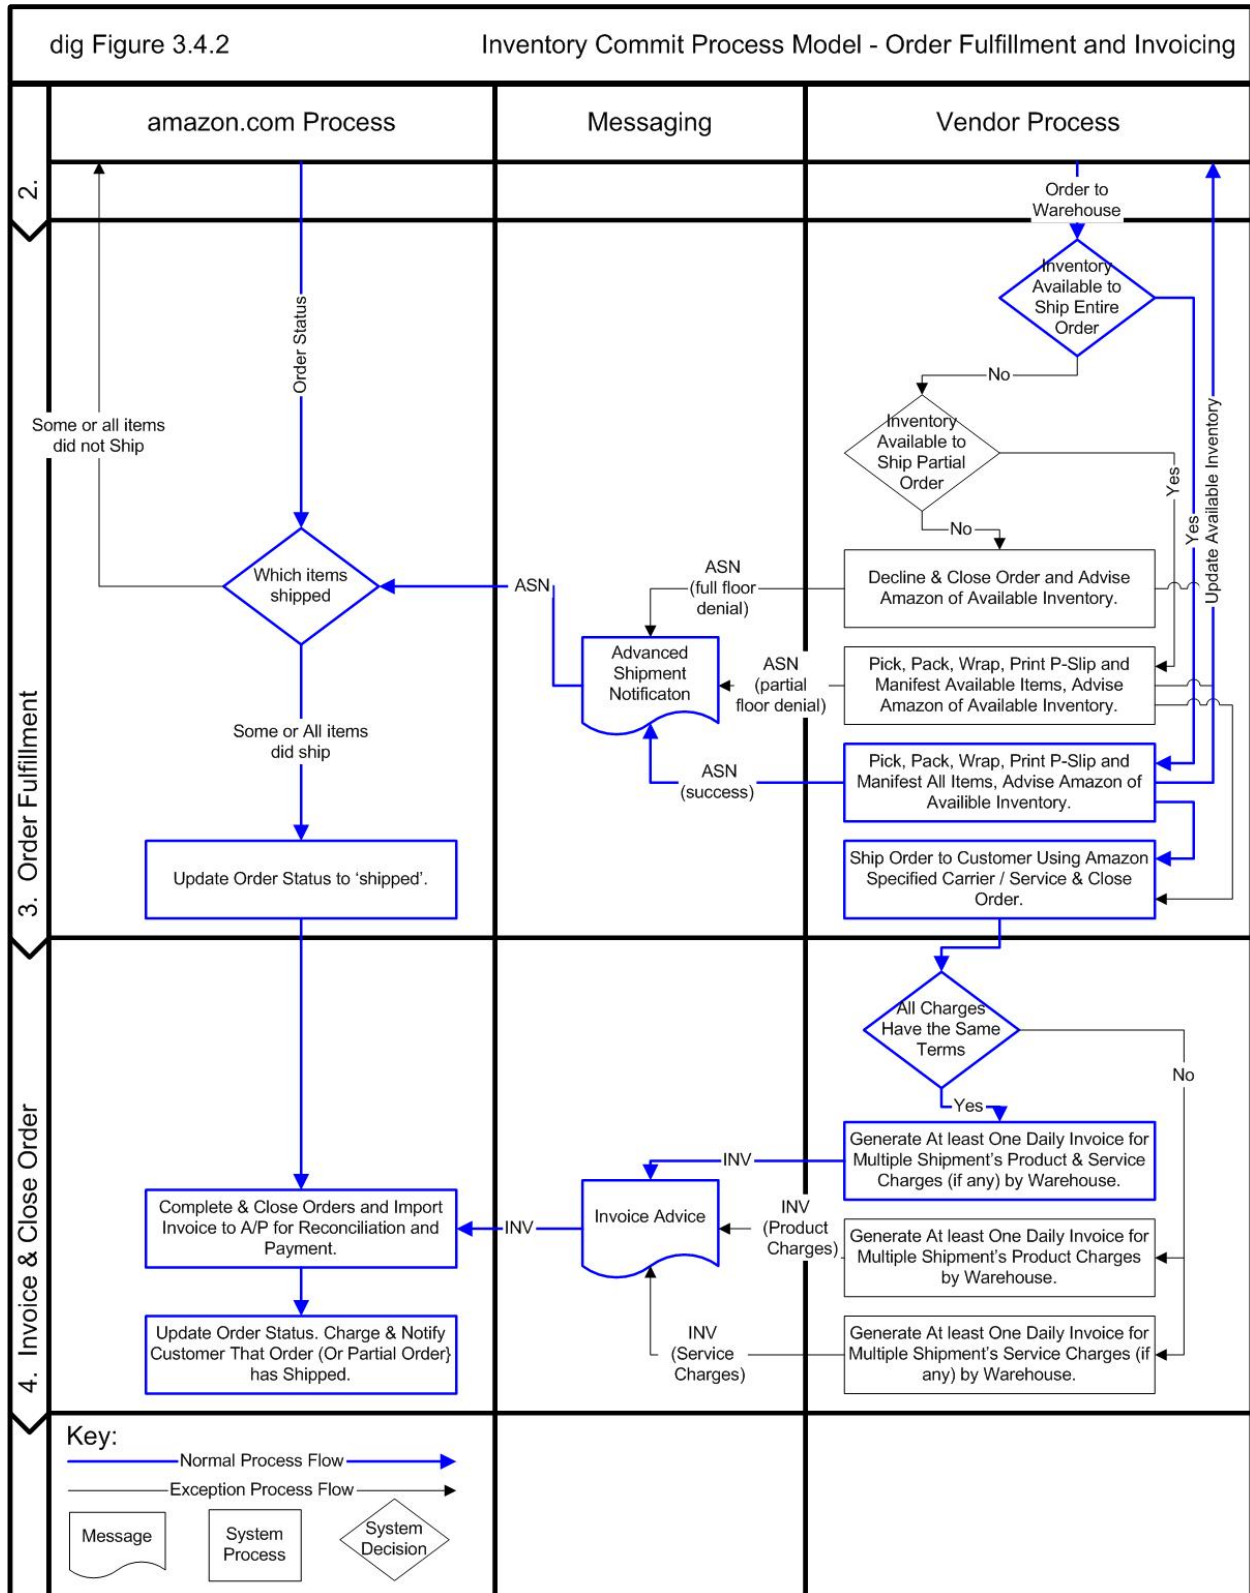 dig Figure 3.4.2
Inventory Commit Process Model - Order Fulfillment and Invoicing
amazon.com Process
Messaging
Vendor Process
2.
Order to
Warehouse
Inventory
Available to
Ship Entire
Order
Order Status
No
Some or all items
did not Ship
Inventory
Available to
Ship Partial
Order
Yes
Yes
Update Available Inventory
No
Which items
shipped
ASN
ASN
(full floor
denial)
Decline & Close Order and Advise
Amazon of Available Inventory.
Advanced
Shipment
Notificaton
ASN
(partial
floor denial)
Pick, Pack, Wrap, Print P-Slip and
Manifest Available Items, Advise
Amazon of Available Inventory.
Some or All items
did ship
ASN
(success)
Pick, Pack, Wrap, Print P-Slip and
Manifest All Items, Advise Amazon of
Availible Inventory.
3. Order Fulfillment
Update Order Status to ‘shipped’.
Ship Order to Customer Using Amazon
Specified Carrier / Service & Close
Order.
All Charges
Have the Same
Terms
No
Yes
4. Invoice & Close Order
Generate At least One Daily Invoice for
Multiple Shipment’s Product & Service
Charges (if any) by Warehouse.
INV
Complete & Close Orders and Import
Invoice to A/P for Reconciliation and
Payment.
INV
Invoice Advice
INV
(Product
Charges)
Generate At least One Daily Invoice for
Multiple Shipment’s Product Charges
by Warehouse.
Update Order Status. Charge & Notify
Customer That Order (Or Partial Order}
has Shipped.
INV
(Service
Charges)
Generate At least One Daily Invoice for
Multiple Shipment’s Service Charges (if
any) by Warehouse.
Key:
Normal Process Flow
Exception Process Flow
Message
System
Process
System
Decision